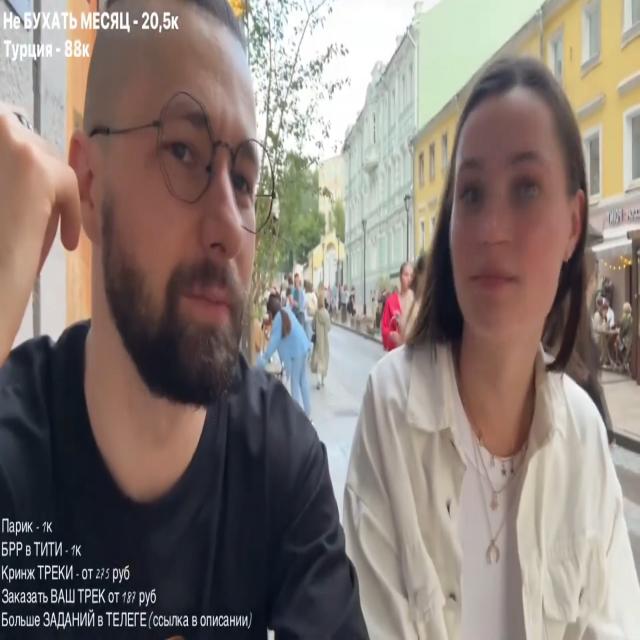 Не БУХАТЬ МЕСЯЦ - 20,5к
Турция - 88к
Парик - 1к
БРР в ТИТИ - 1к
Кринж ТРЕКИ - от 275 руб
Заказать ВАШ ТРЕК от 187 руб
Больше ЗАДАНИЙ в ТЕЛЕГЕ (ссылка в описании)